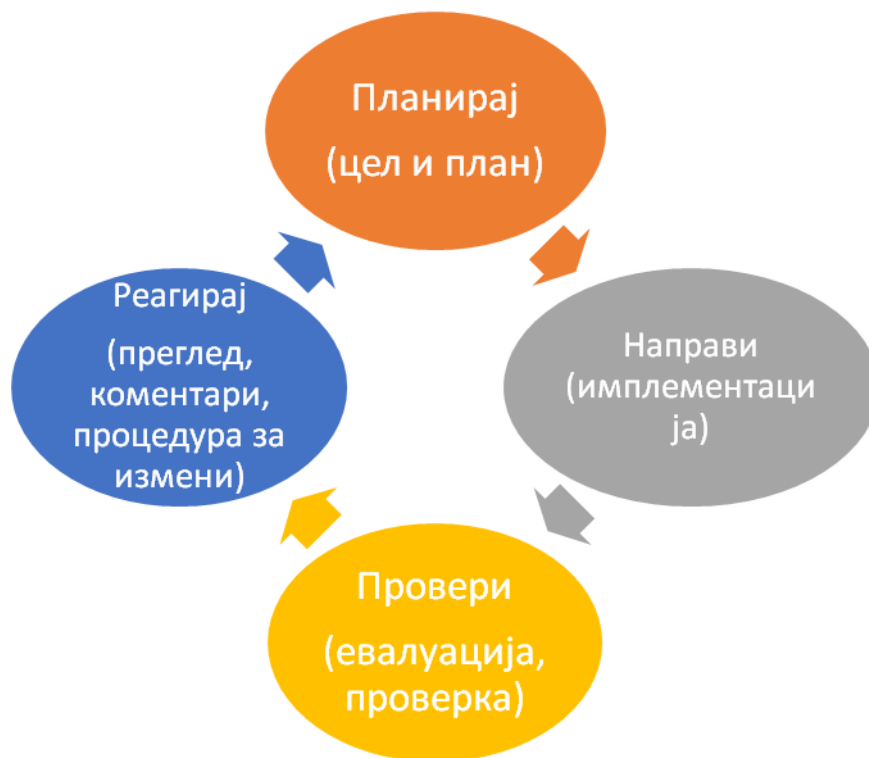 Планирај
(цел и план)
Направи
(имплементаци
ја)
Провери
(евалуација,
проверка)
Реагирај
(преглед,
коментари,
процедура за
измени)